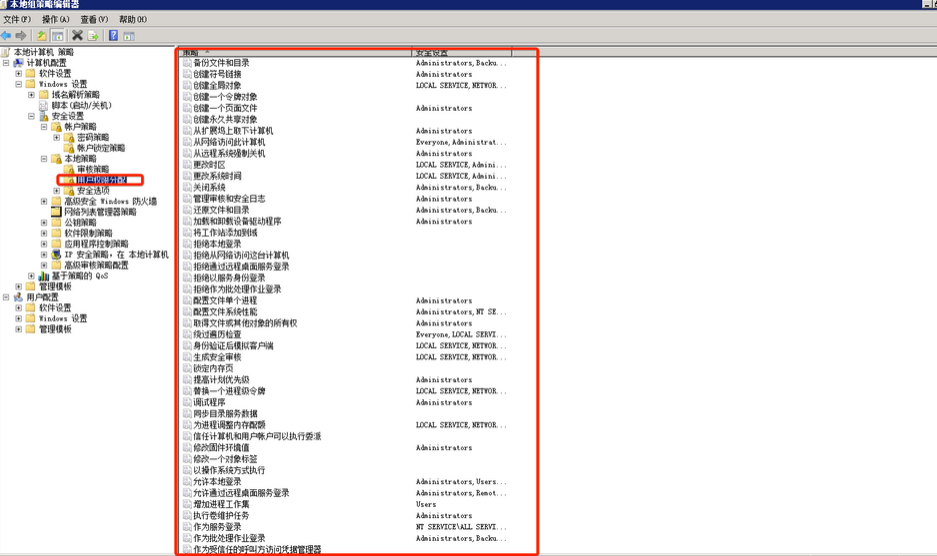 本地组策略编辑器
文件(F) 操作(A) 查看(V) 帮助(H)
本地计算机 策略
计算机配置
软件设置
Windows 设置
域名解析策略
脚本(启动/关机)
安全设置
帐户策略
密码策略
帐户锁定策略
本地策略
审核策略
用户权限分配
安全选项
高级安全 Windows 防火墙
网络列表管理器策略
公钥策略
软件限制策略
应用程序控制策略
IP 安全策略，在 本地计算机
高级审核策略配置
基于策略的 QoS
管理模板
用户配置
软件设置
Windows 设置
管理模板
策略 安全设置
备份文件和目录 Administrators,Backu...
创建符号链接 Administrators
创建全局对象 LOCAL SERVICE,NETWOR...
创建一个令牌对象
创建一个页面文件 Administrators
创建永久共享对象
从扩展坞上取下计算机 Administrators
从网络访问此计算机 Everyone,Administrat...
从远程系统强制关机 Administrators
更改时区 LOCAL SERVICE,Admini...
更改系统时间 LOCAL SERVICE,Admini...
关闭系统 Administrators,Backu...
管理审核和安全日志 Administrators
还原文件和目录 Administrators,Backu...
加载和卸载设备驱动程序 Administrators
将工作站添加到域
拒绝本地登录
拒绝从网络访问这台计算机
拒绝通过远程桌面服务登录
拒绝以服务身份登录
拒绝作为批处理作业登录
配置文件单个进程 Administrators
配置文件系统性能 Administrators,NT SE...
取得文件或其他对象的所有权 Administrators
绕过遍历检查 Everyone,LOCAL SERVI...
身份验证后模拟客户端 LOCAL SERVICE,NETWOR...
生成安全审核 LOCAL SERVICE,NETWOR...
锁定内存页
提高计划优先级 Administrators
替换一个进程级令牌 LOCAL SERVICE,NETWOR...
调试程序 Administrators
同步目录服务数据
为进程调整内存配额 LOCAL SERVICE,NETWOR...
信任计算机和用户帐户可以执行委派
修改固件环境值 Administrators
修改一个对象标签
以操作系统方式执行
允许本地登录 Administrators,Users...
允许通过远程桌面服务登录 Administrators,Remot...
增加进程工作集 Users
执行卷维护任务 Administrators
作为服务登录 NT SERVICE\ALL SERVI...
作为批处理作业登录 Administrators,Backu...
作为受信任的呼叫方访问凭据管理器